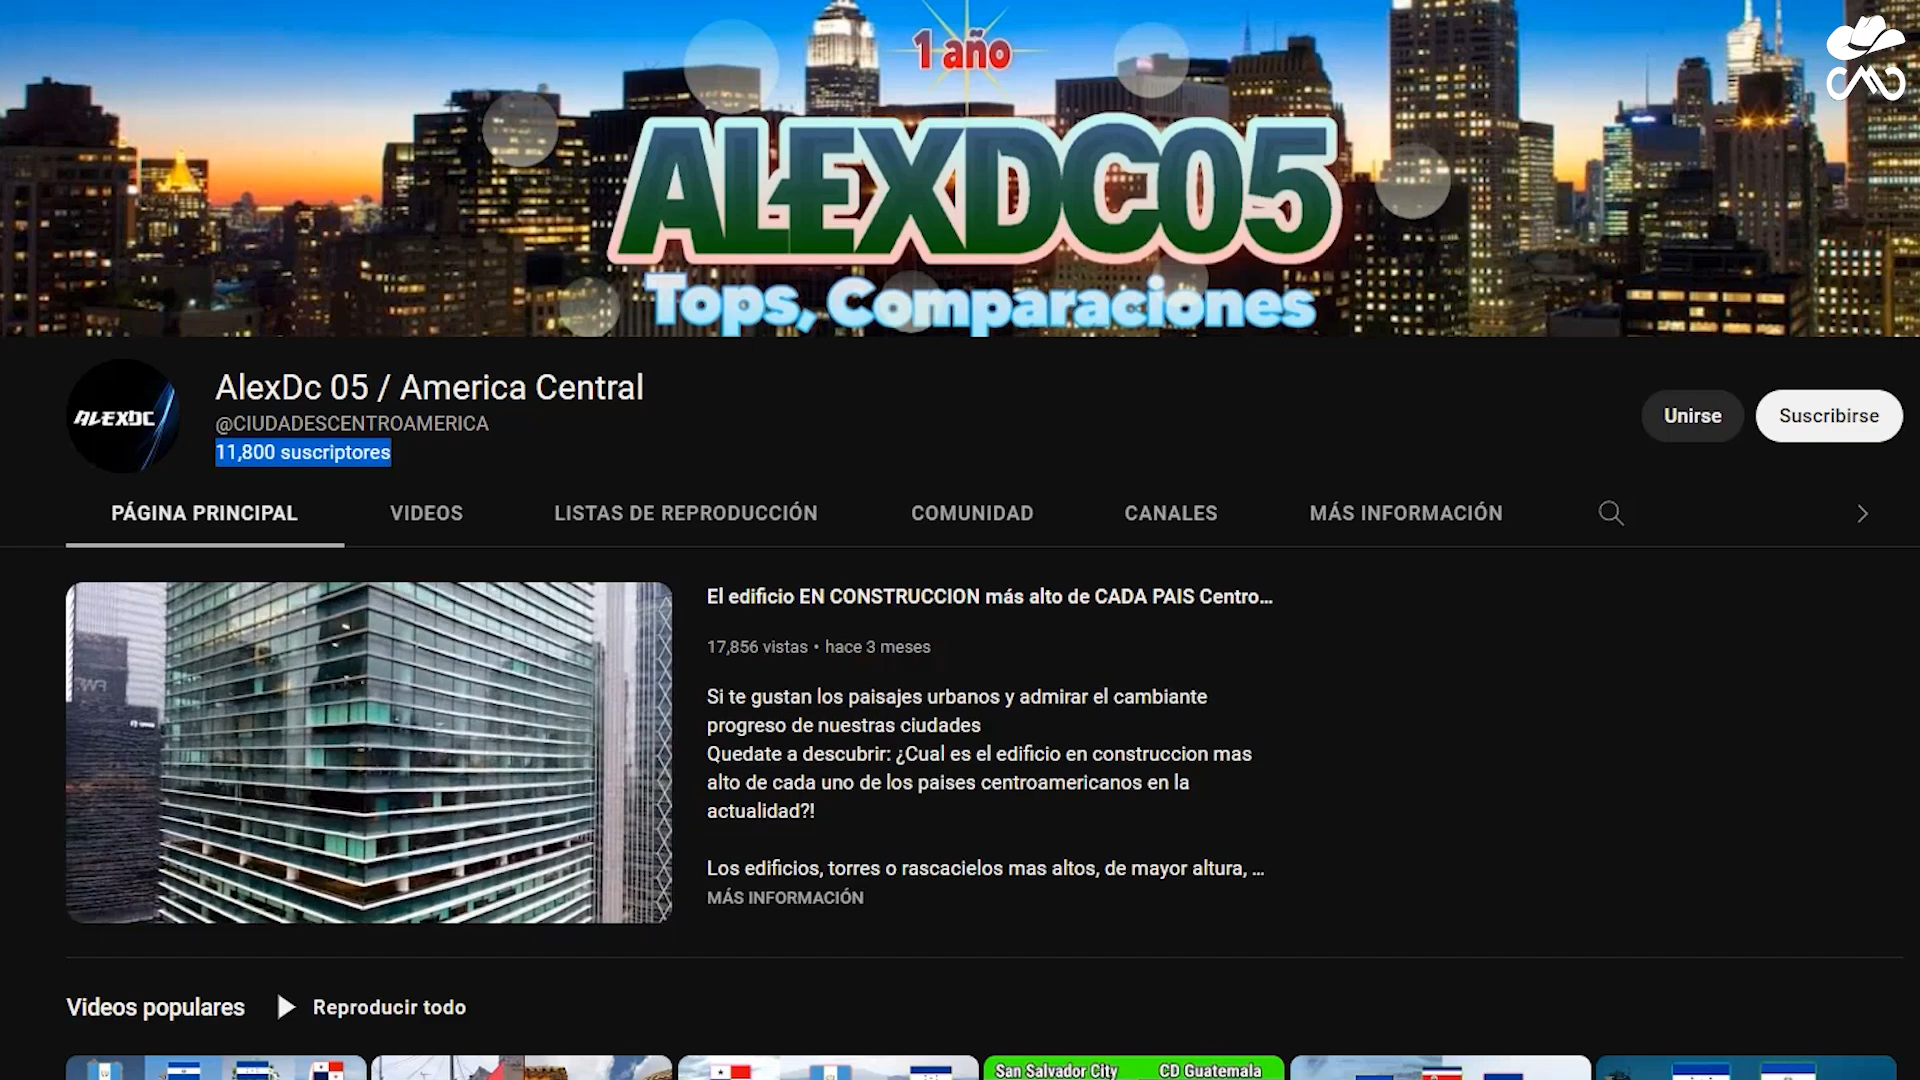 1 año
ALEXDC05
Tops, Comparaciones
ALEXDC
AlexDc 05 / America Central
@CIUDADESCENTROAMERICA
11,800 suscriptores
Unirse
Suscribirse
PÁGINA PRINCIPAL
VIDEOS
LISTAS DE REPRODUCCIÓN
COMUNIDAD
CANALES
MÁS INFORMACIÓN
El edificio EN CONSTRUCCION más alto de CADA PAIS Centro...
17,856 vistas • hace 3 meses
Si te gustan los paisajes urbanos y admirar el cambiante
progreso de nuestras ciudades
Quedate a descubrir: ¿Cual es el edificio en construccion mas
alto de cada uno de los paises centroamericanos en la
actualidad?!
Los edificios, torres o rascacielos mas altos, de mayor altura, ...
MÁS INFORMACIÓN
Videos populares
Reproducir todo
San Salvador City
CD Guatemala